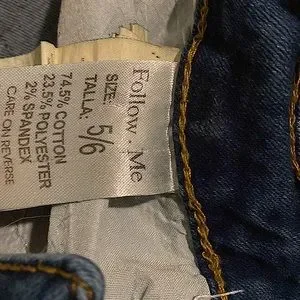 Follow . Me
SIZE:
TALLA: 5/6
74.5% COTTON
23.5% POLYESTER
2% SPANDEX
CARE ON REVERSE